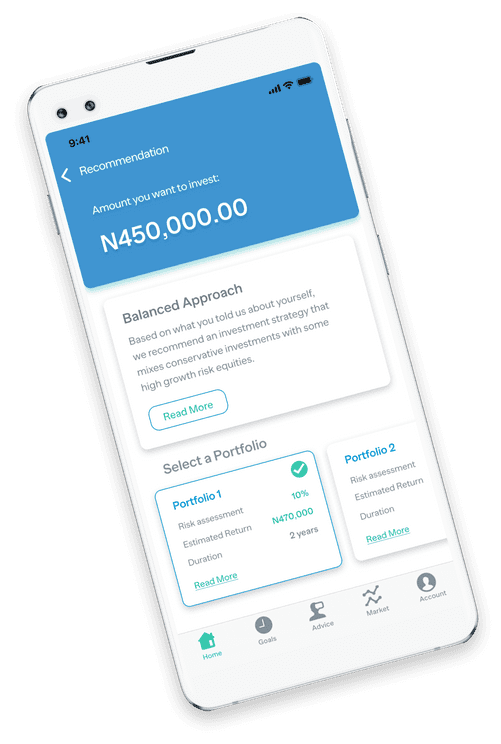 9:41
Recommendation
Amount you want to invest:
N450,000.00
Balanced Approach
Based on what you told us about yourself,
we recommend an investment strategy that
mixes conservative investments with some
high growth risk equities.
Read More
Select a Portfolio
Portfolio 1
Risk assessment 10%
Estimated Return N470,000
Duration 2 years
Read More
Portfolio 2
Risk assessment
Estimated Return
Duration
Read More
Home
Goals
Advice
Market
Account